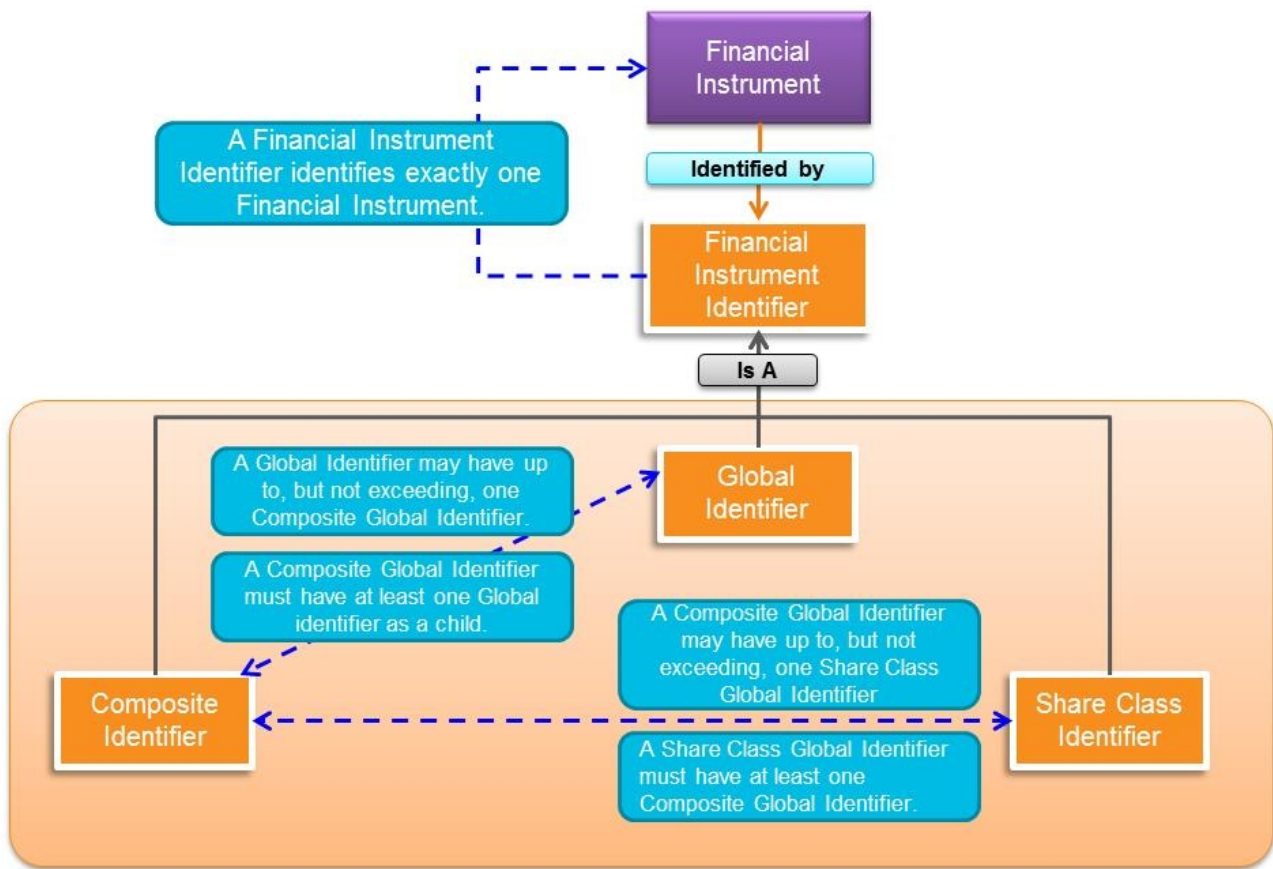 Financial
Instrument
A Financial Instrument
Identifier identifies exactly one
Financial Instrument.
Identified by
Financial
Instrument
Identifier
Is A
A Global Identifier may have up
to, but not exceeding, one
Composite Global Identifier.
Global
Identifier
A Composite Global Identifier
must have at least one Global
identifier as a child.
A Composite Global Identifier
may have up to, but not
exceeding, one Share Class
Global Identifier
Composite
Identifier
Share Class
Identifier
A Share Class Global Identifier
must have at least one
Composite Global Identifier.